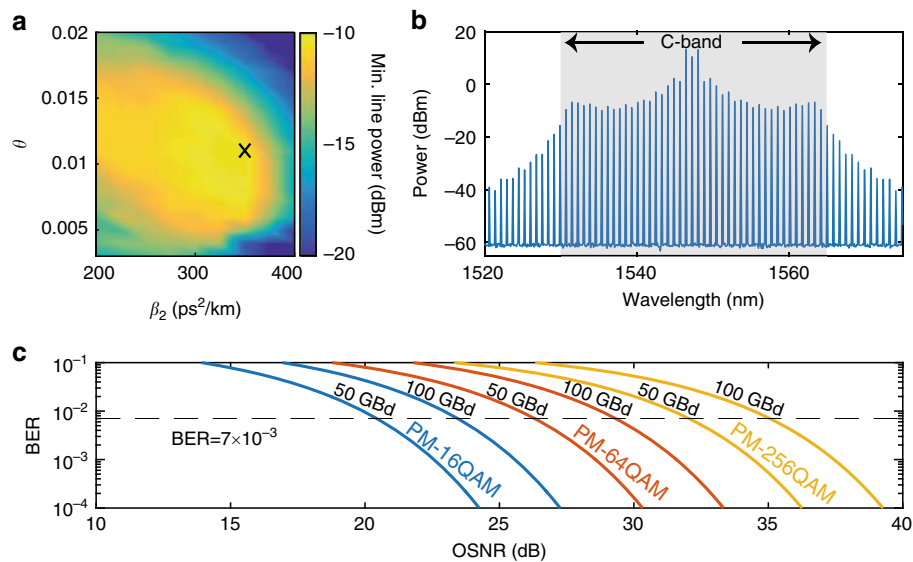 a
0.02
0.015
0.01
0.005
θ
200
300
400
β2 (ps2/km)
−10
−15
−20
Min. line power (dBm)
b
20
0
−20
−40
−60
Power (dBm)
C-band
1520
1540
1560
Wavelength (nm)
c
10−1
10−2
10−3
10−4
BER
50 GBd
100 GBd
50 GBd
100 GBd
50 GBd
100 GBd
BER=7×10−3
PM-16QAM
PM-64QAM
PM-256QAM
10
15
20
25
30
35
40
OSNR (dB)